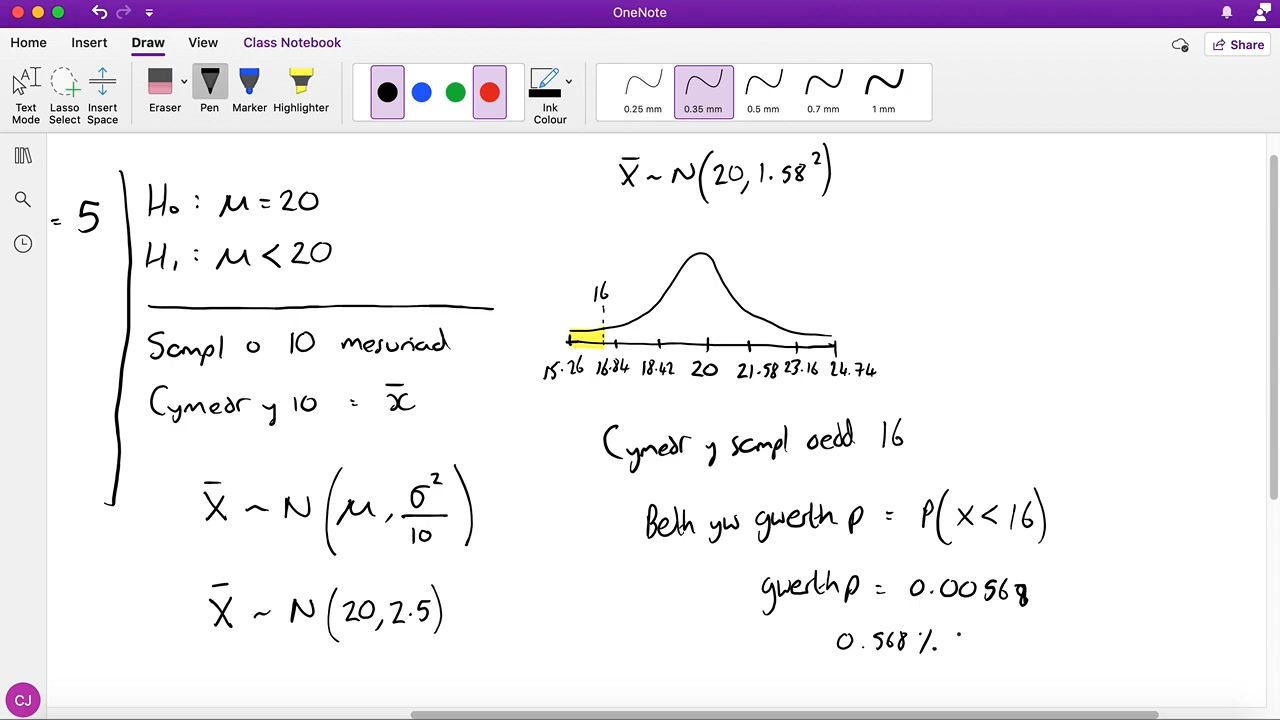 OneNote
Home Insert Draw View Class Notebook
Share
Text Mode
Lasso Select
Insert Space
Eraser
Pen
Marker
Highlighter
Ink Colour
0.25 mm
0.35 mm
0.5 mm
0.7 mm
1 mm
= 5
H₀ : μ = 20
H₁ : μ < 20
Sampl o 10 mesuriad
Cymedr y 10 = x̄
X̄ ~ N(μ, σ²/10)
X̄ ~ N(20, 2.5)
X̄ ~ N(20, 1.58²)
16
15.26 16.84 18.42 20 21.58 23.16 24.74
Cymedr y sampl oedd 16
Beth yw gwerth p = P(X < 16)
gwerth p = 0.00568
0.568%
CJ